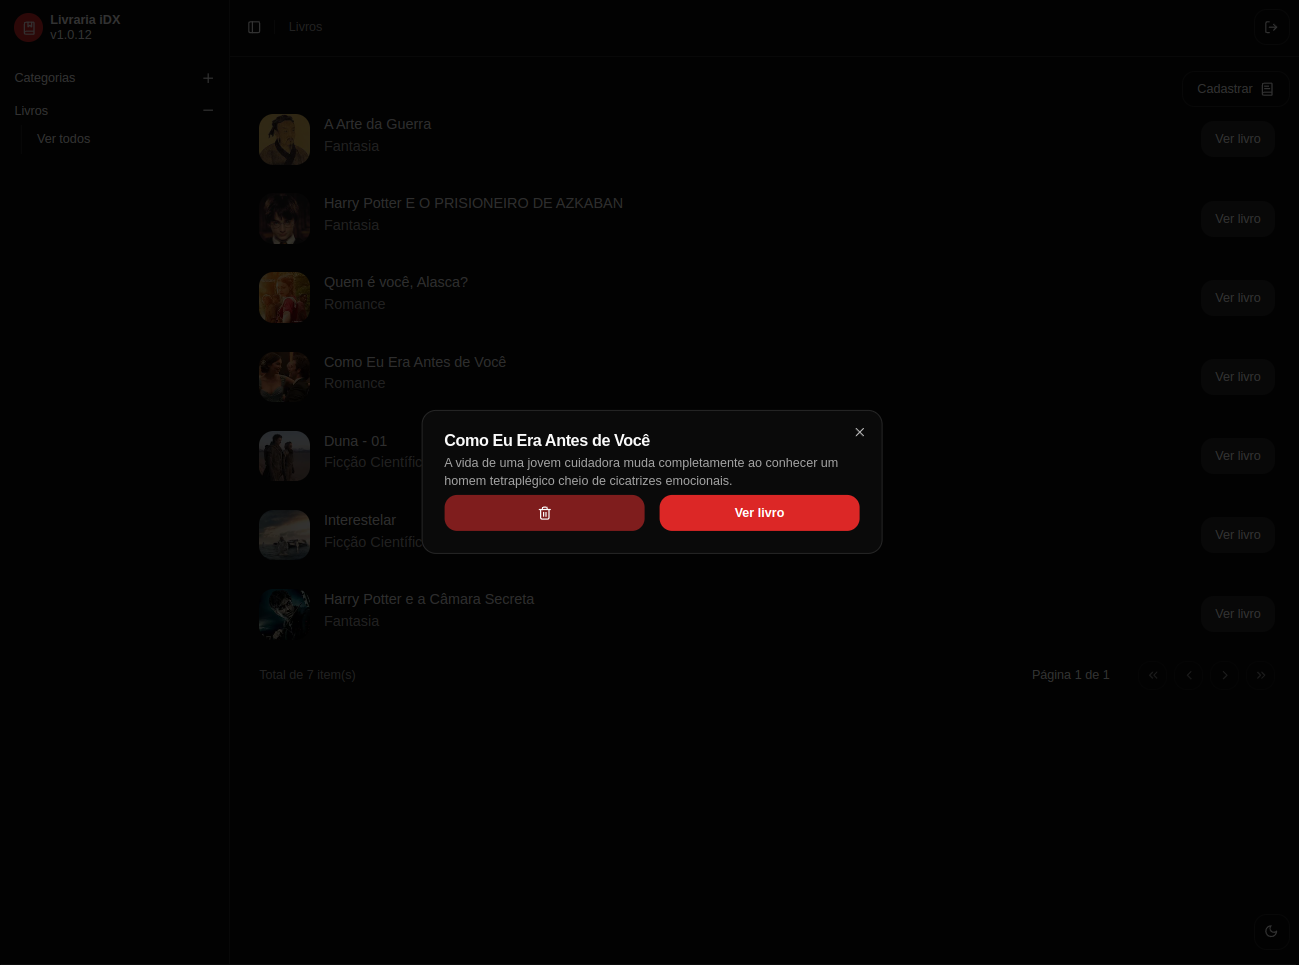 Livraria iDX
v1.0.12
Livros
Categorias
Livros
Ver todos
Cadastrar
A Arte da Guerra
Fantasia
Ver livro
Harry Potter E O PRISIONEIRO DE AZKABAN
Fantasia
Ver livro
Quem é você, Alasca?
Romance
Ver livro
Como Eu Era Antes de Você
Romance
Ver livro
Duna - 01
Ficção Científic
Ver livro
Interestelar
Ficção Científic
Ver livro
Harry Potter e a Câmara Secreta
Fantasia
Ver livro
Total de 7 item(s)
Página 1 de 1
Como Eu Era Antes de Você
A vida de uma jovem cuidadora muda completamente ao conhecer um
homem tetraplégico cheio de cicatrizes emocionais.
Ver livro